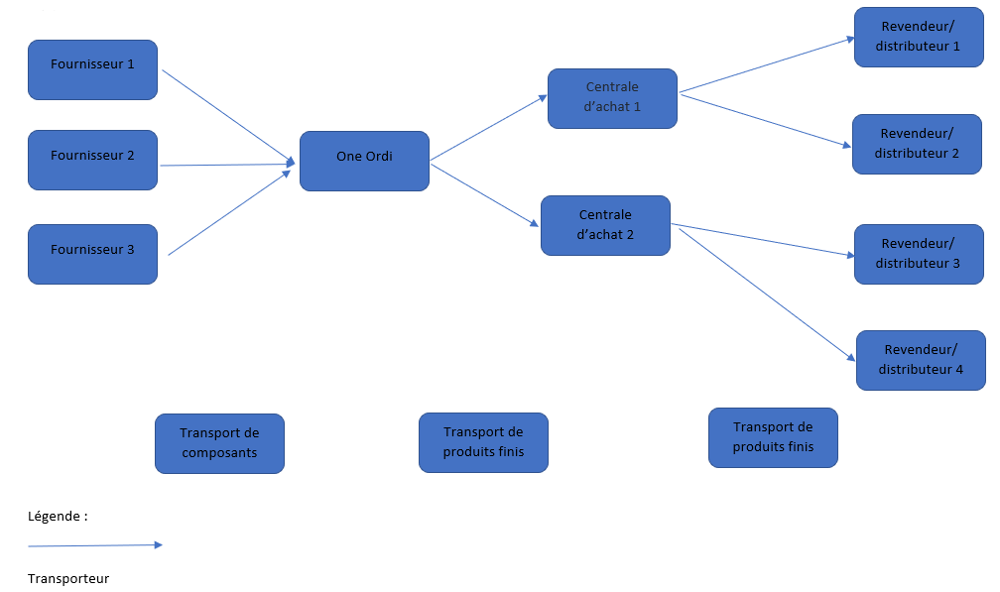 Fournisseur 1
Fournisseur 2
Fournisseur 3
One Ordi
Centrale
d’achat 1
Centrale
d’achat 2
Revendeur/
distributeur 1
Revendeur/
distributeur 2
Revendeur/
distributeur 3
Revendeur/
distributeur 4
Transport de
composants
Transport de
produits finis
Transport de
produits finis
Légende :
Transporteur